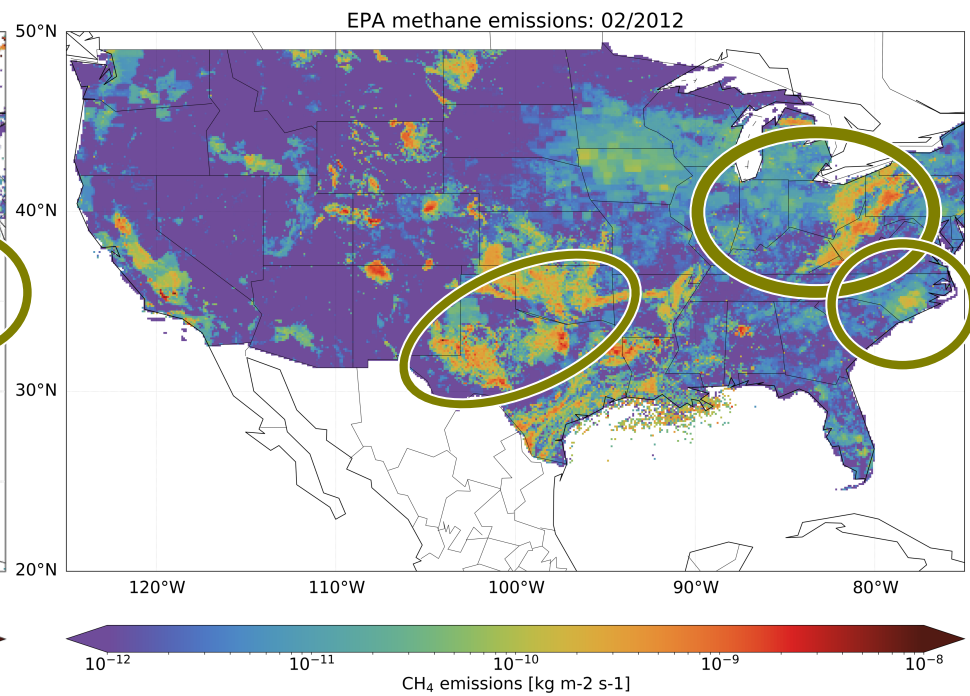 EPA methane emissions: 02/2012
50°N
40°N
30°N
20°N
120°W 110°W 100°W 90°W 80°W
10⁻¹² 10⁻¹¹ 10⁻¹⁰ 10⁻⁹ 10⁻⁸
CH₄ emissions [kg m-2 s-1]